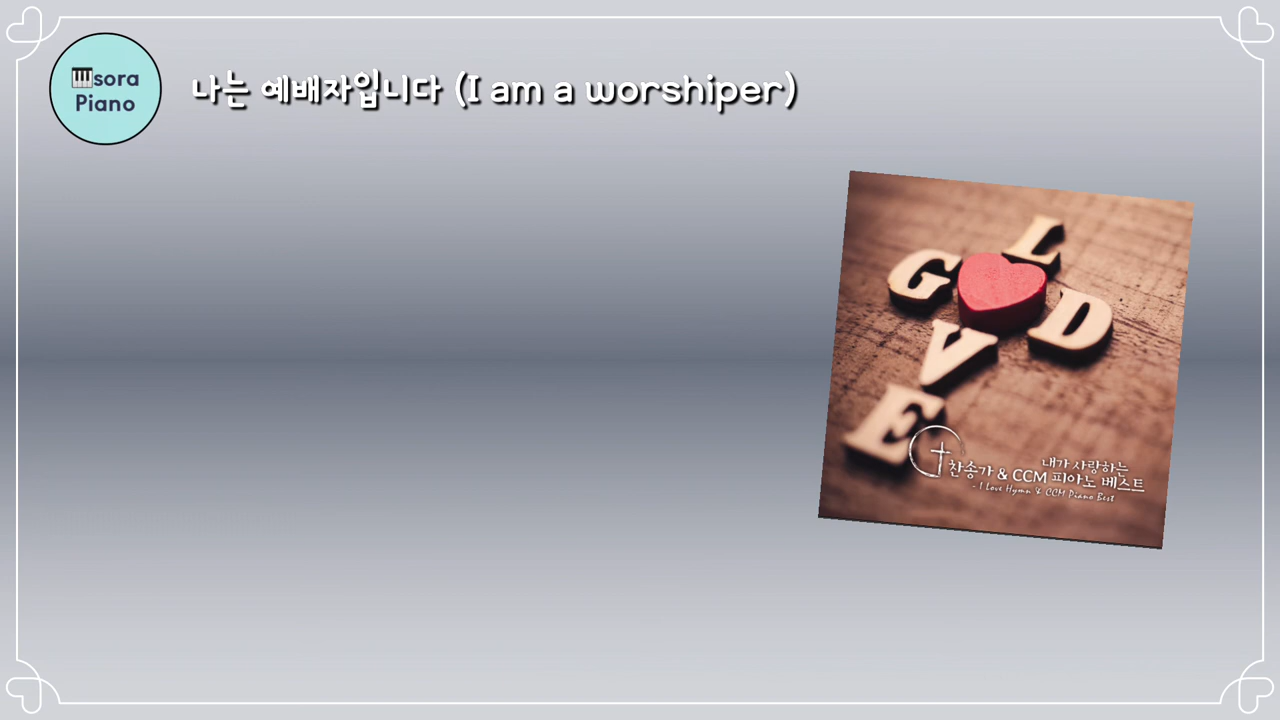 sora
Piano
나는 예배자입니다 (I am a worshiper)
L
G D
V
E
내가 사랑하는
찬송가 & CCM 피아노 베스트
- I Love Hymn & CCM Piano Best